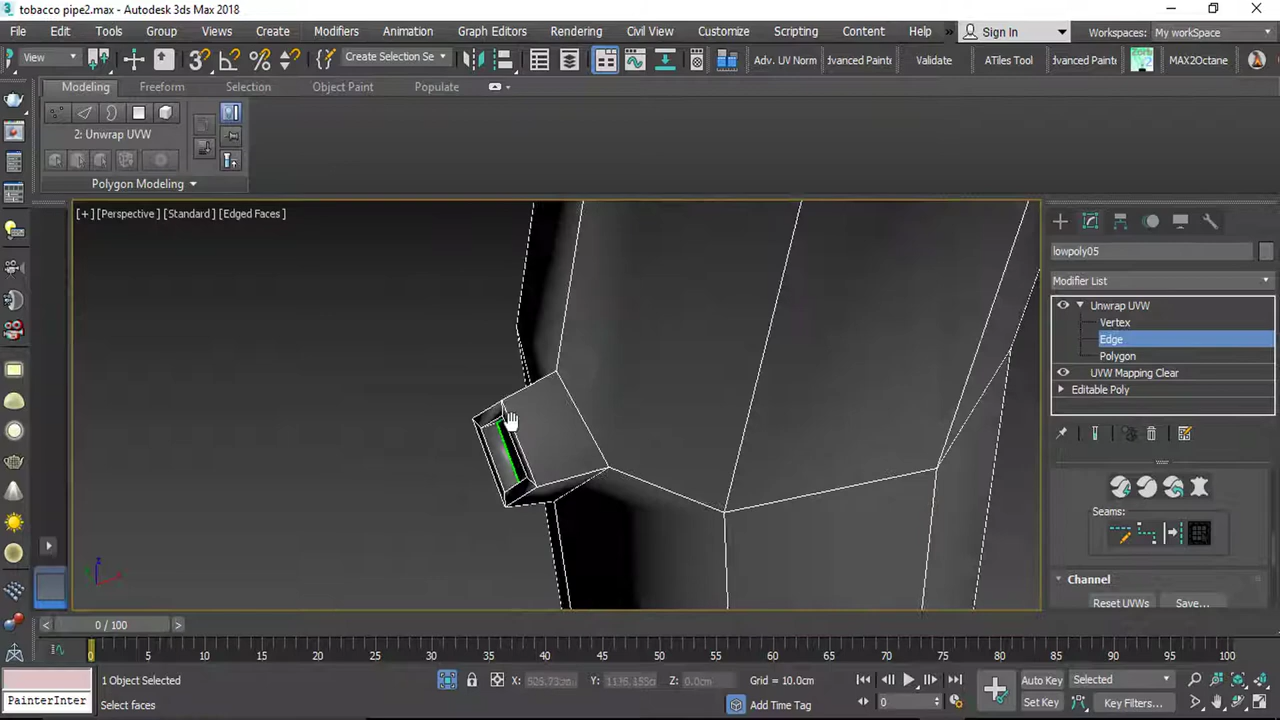 tobacco pipe2.max - Autodesk 3ds Max 2018
File Edit Tools Group Views Create Modifiers Animation Graph Editors Rendering Civil View Customize Scripting Content Help Sign In Workspaces: My workSpace
View Create Selection Se Adv. UV Norm dvanced Painte Validate ATiles Tool dvanced Painte MAX2Octane
Modeling Freeform Selection Object Paint Populate
2: Unwrap UVW
Polygon Modeling
[+] [Perspective] [Standard] [Edged Faces]
lowpoly05
Modifier List
Unwrap UVW
Vertex
Edge
Polygon
UVW Mapping Clear
Editable Poly
Seams:
Channel
Reset UVWs Save...
0 / 100
0 5 10 15 20 25 30 35 40 45 50 55 60 65 70 75 80 85 90 95 100
1 Object Selected X: Y: Z: 0.0cm Grid = 10.0cm Auto Key Selected
PainterInter Select faces Add Time Tag 0 Set Key Key Filters...